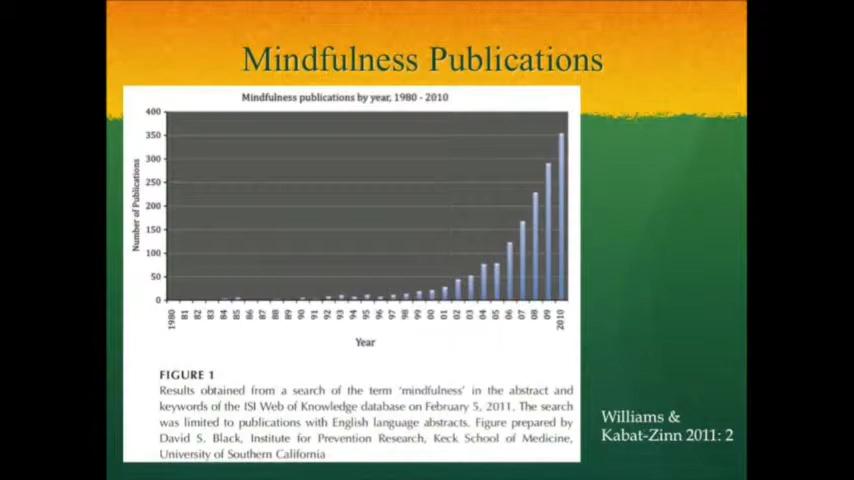 Mindfulness Publications
Mindfulness publications by year, 1980 - 2010
Number of Publications
400
350
300
250
200
150
100
50
0
1980 81 82 83 84 85 86 87 88 89 90 91 92 93 94 95 96 97 98 99 00 01 02 03 04 05 06 07 08 09 2010
Year
FIGURE 1
Results obtained from a search of the term 'mindfulness' in the abstract and
keywords of the ISI Web of Knowledge database on February 5, 2011. The search
was limited to publications with English language abstracts. Figure prepared by
David S. Black, Institute for Prevention Research, Keck School of Medicine,
University of Southern California
Williams &
Kabat-Zinn 2011: 2